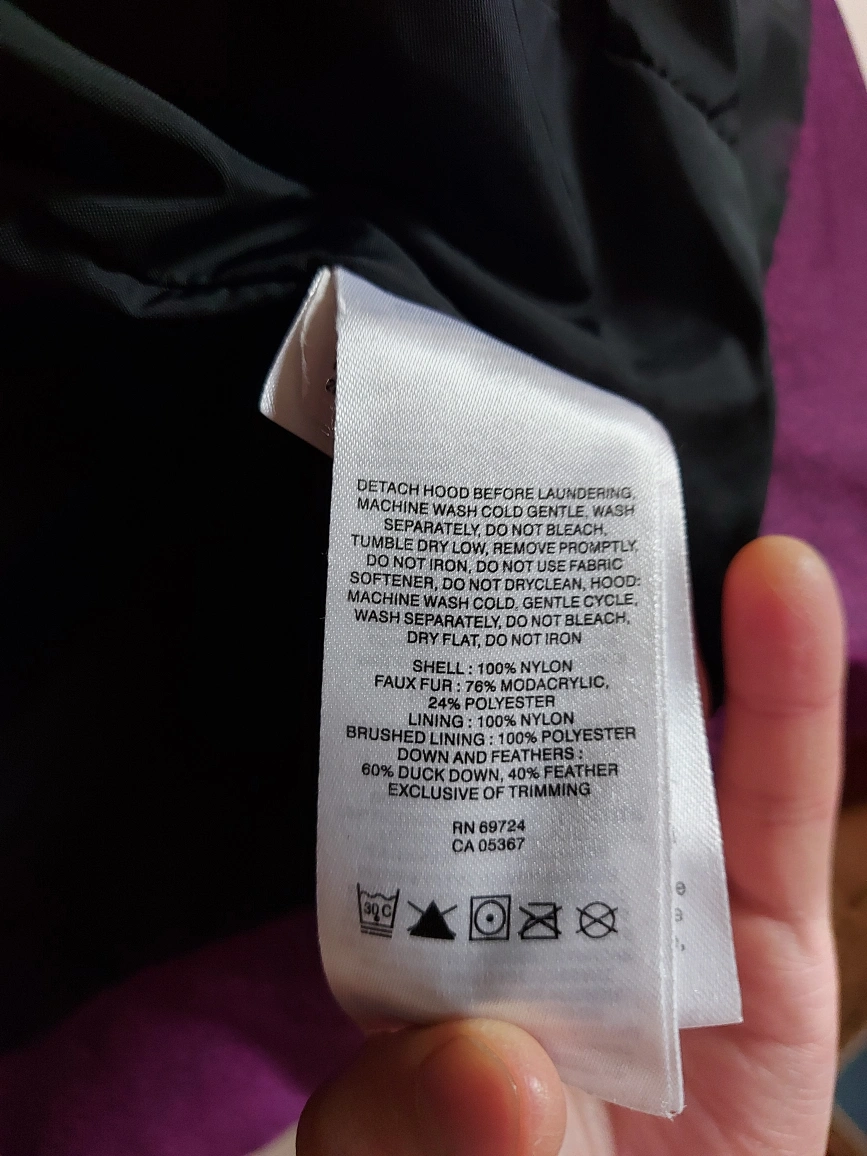 DETACH HOOD BEFORE LAUNDERING,
MACHINE WASH COLD GENTLE, WASH
SEPARATELY, DO NOT BLEACH,
TUMBLE DRY LOW, REMOVE PROMPTLY,
DO NOT IRON, DO NOT USE FABRIC
SOFTENER, DO NOT DRYCLEAN, HOOD:
MACHINE WASH COLD, GENTLE CYCLE,
WASH SEPARATELY, DO NOT BLEACH,
DRY FLAT, DO NOT IRON
SHELL : 100% NYLON
FAUX FUR : 76% MODACRYLIC,
24% POLYESTER
LINING : 100% NYLON
BRUSHED LINING : 100% POLYESTER
DOWN AND FEATHERS :
60% DUCK DOWN, 40% FEATHER
EXCLUSIVE OF TRIMMING
RN 69724
CA 05367
30 C